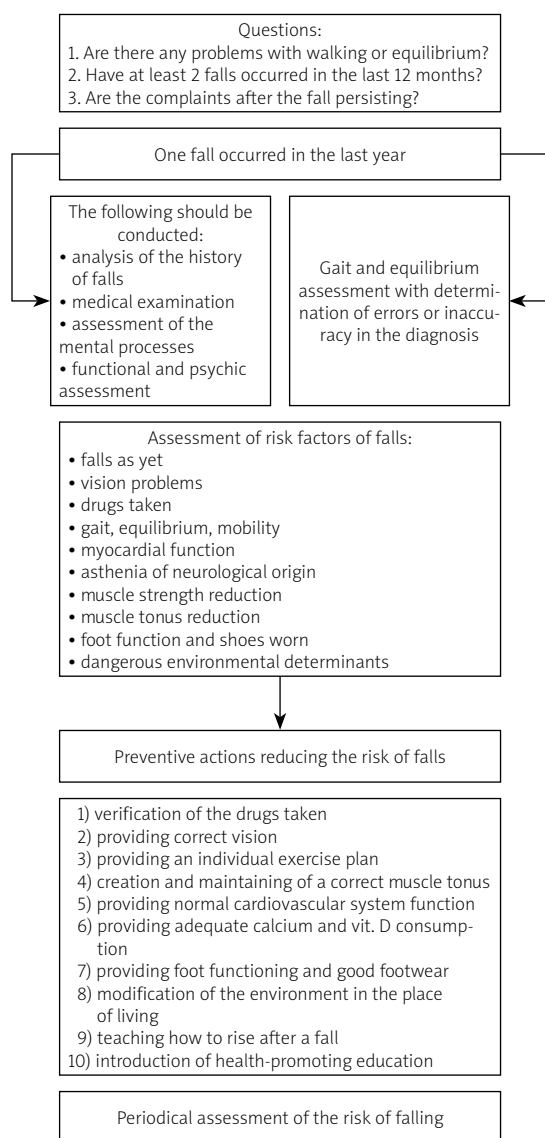 Questions:
1. Are there any problems with walking or equilibrium?
2. Have at least 2 falls occurred in the last 12 months?
3. Are the complaints after the fall persisting?
One fall occurred in the last year
The following should be
conducted:
• analysis of the history
of falls
• medical examination
• assessment of the
mental processes
• functional and psychic
assessment
Gait and equilibrium
assessment with determi-
nation of errors or inaccu-
racy in the diagnosis
Assessment of risk factors of falls:
• falls as yet
• vision problems
• drugs taken
• gait, equilibrium, mobility
• myocardial function
• asthenia of neurological origin
• muscle strength reduction
• muscle tonus reduction
• foot function and shoes worn
• dangerous environmental determinants
Preventive actions reducing the risk of falls
1) verification of the drugs taken
2) providing correct vision
3) providing an individual exercise plan
4) creation and maintaining of a correct muscle tonus
5) providing normal cardiovascular system function
6) providing adequate calcium and vit. D consump-
tion
7) providing foot functioning and good footwear
8) modification of the environment in the place
of living
9) teaching how to rise after a fall
10) introduction of health-promoting education
Periodical assessment of the risk of falling